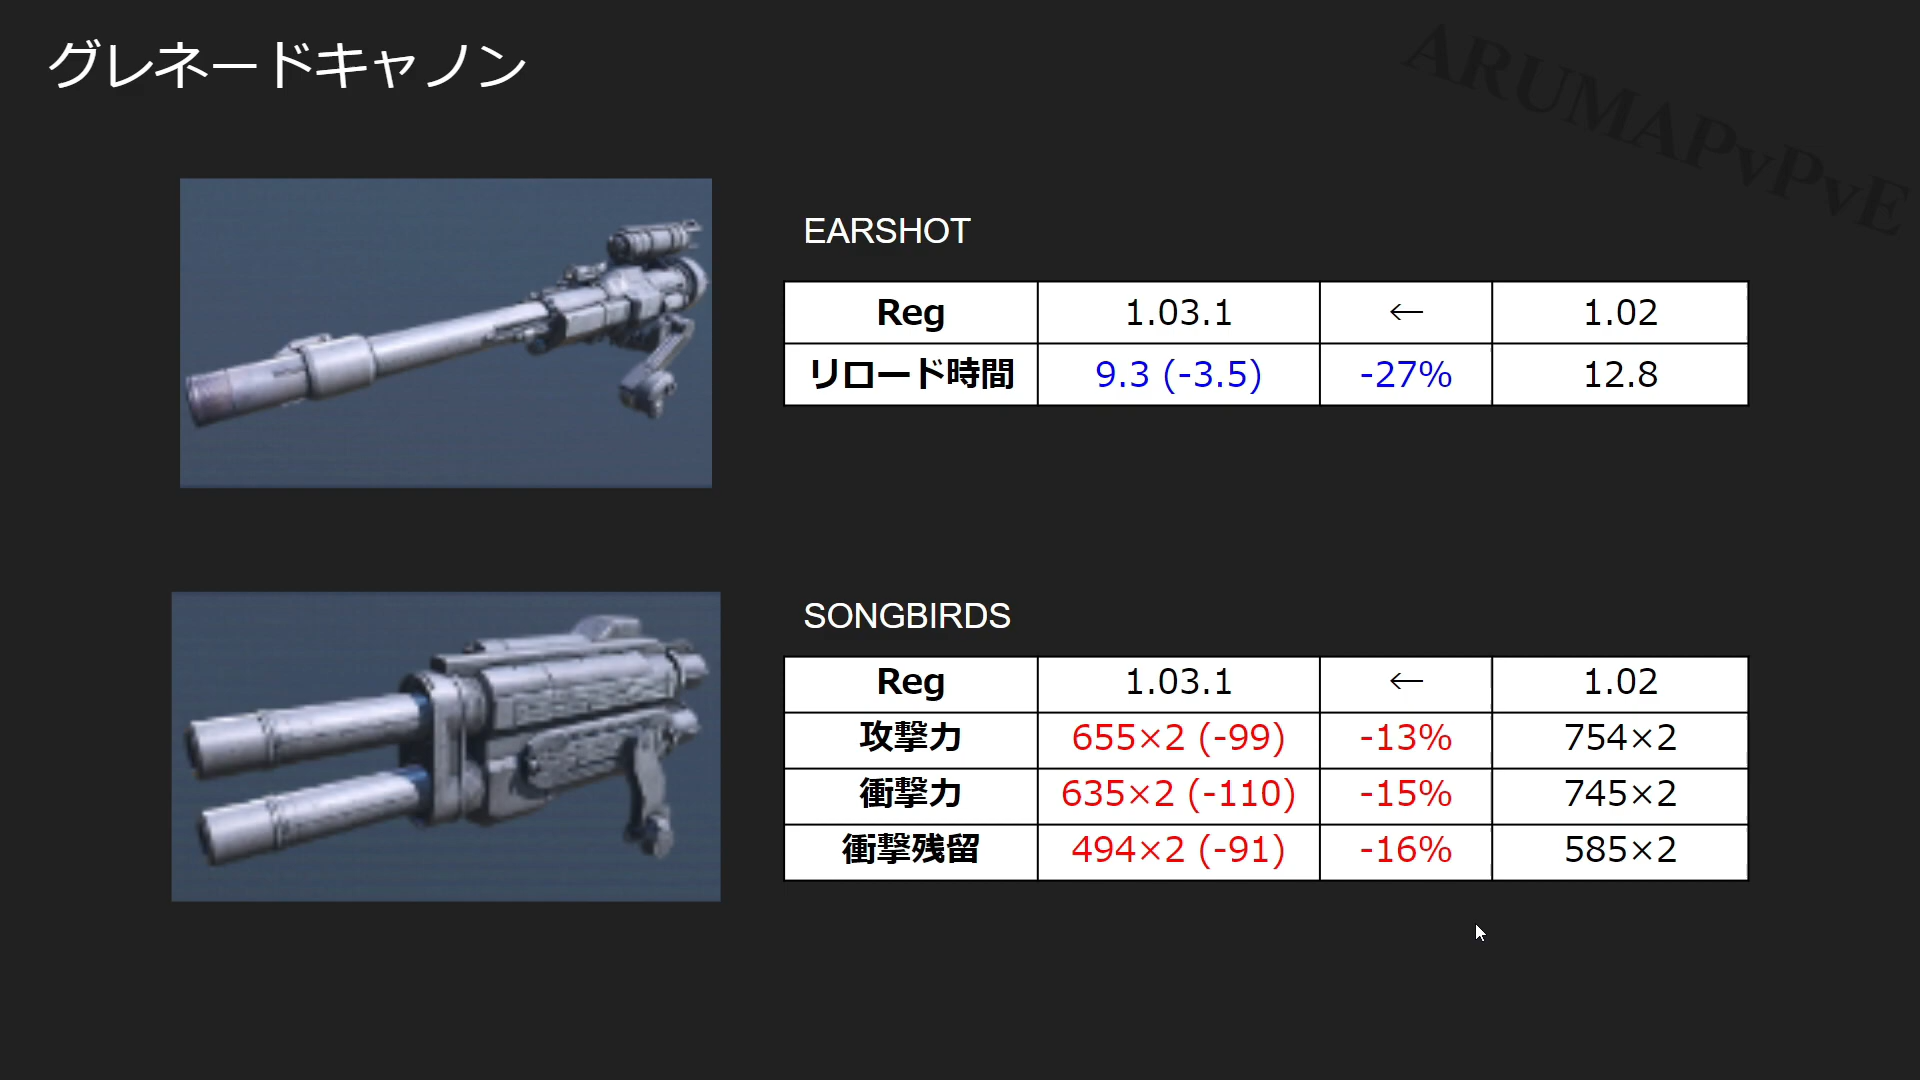 グレネードキャノン
ARUMAPvPvE
EARSHOT
Reg 1.03.1 ← 1.02
リロード時間 9.3 (-3.5) -27% 12.8
SONGBIRDS
Reg 1.03.1 ← 1.02
攻撃力 655×2 (-99) -13% 754×2
衝撃力 635×2 (-110) -15% 745×2
衝撃残留 494×2 (-91) -16% 585×2